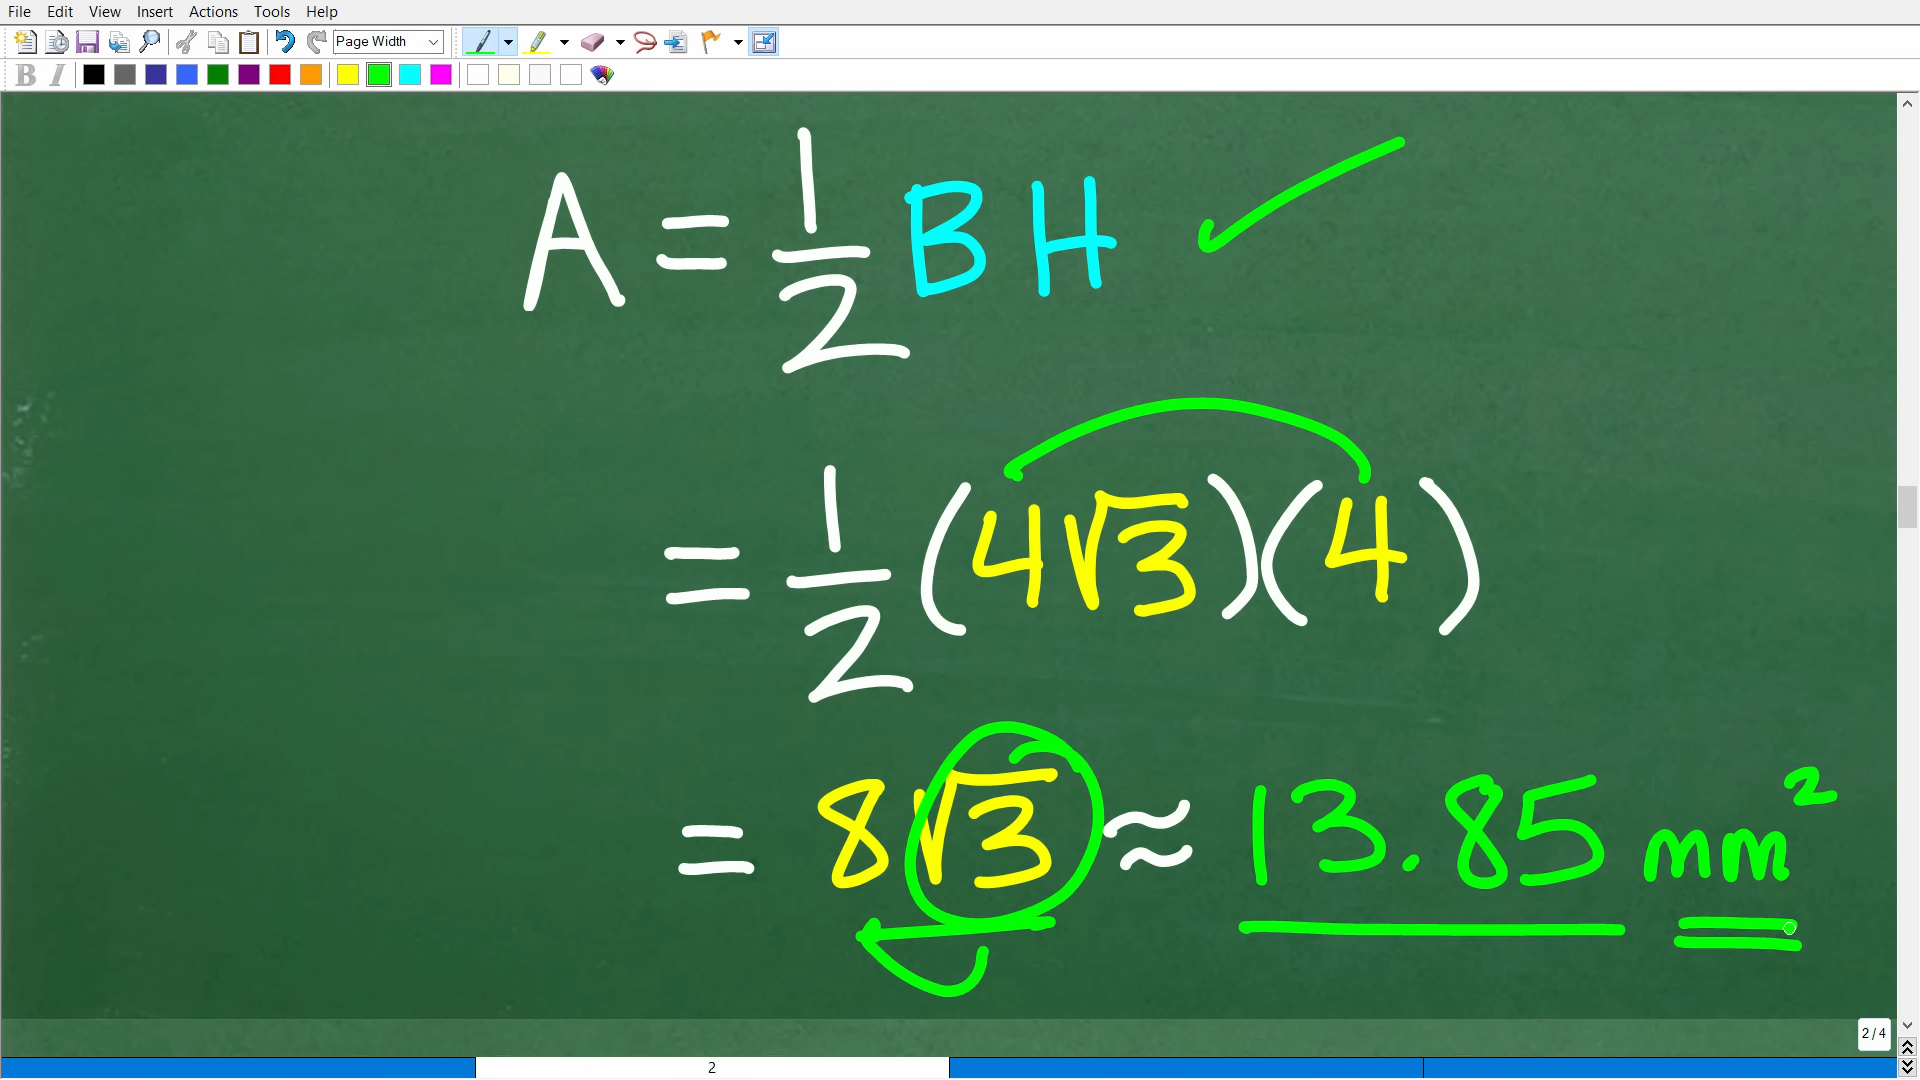 File Edit View Insert Actions Tools Help
Page Width
B I
A = 1/2 B H
= 1/2 (4√3)(4)
= 8√3 ≈ 13.85 mm²
2 / 4
2